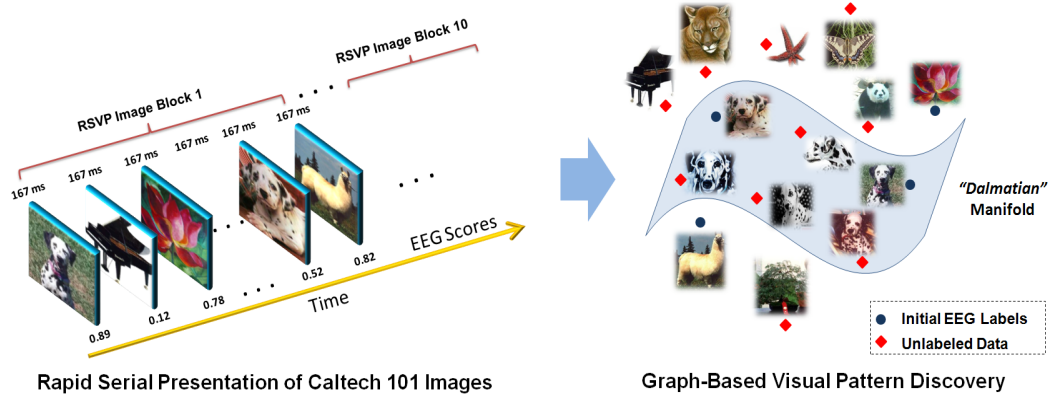 RSVP Image Block 10
RSVP Image Block 1
167 ms
167 ms
167 ms
167 ms
167 ms
167 ms
0.89
0.12
0.78
0.52
0.82
EEG Scores
Time
Rapid Serial Presentation of Caltech 101 Images
“Dalmatian”
Manifold
Initial EEG Labels
Unlabeled Data
Graph-Based Visual Pattern Discovery